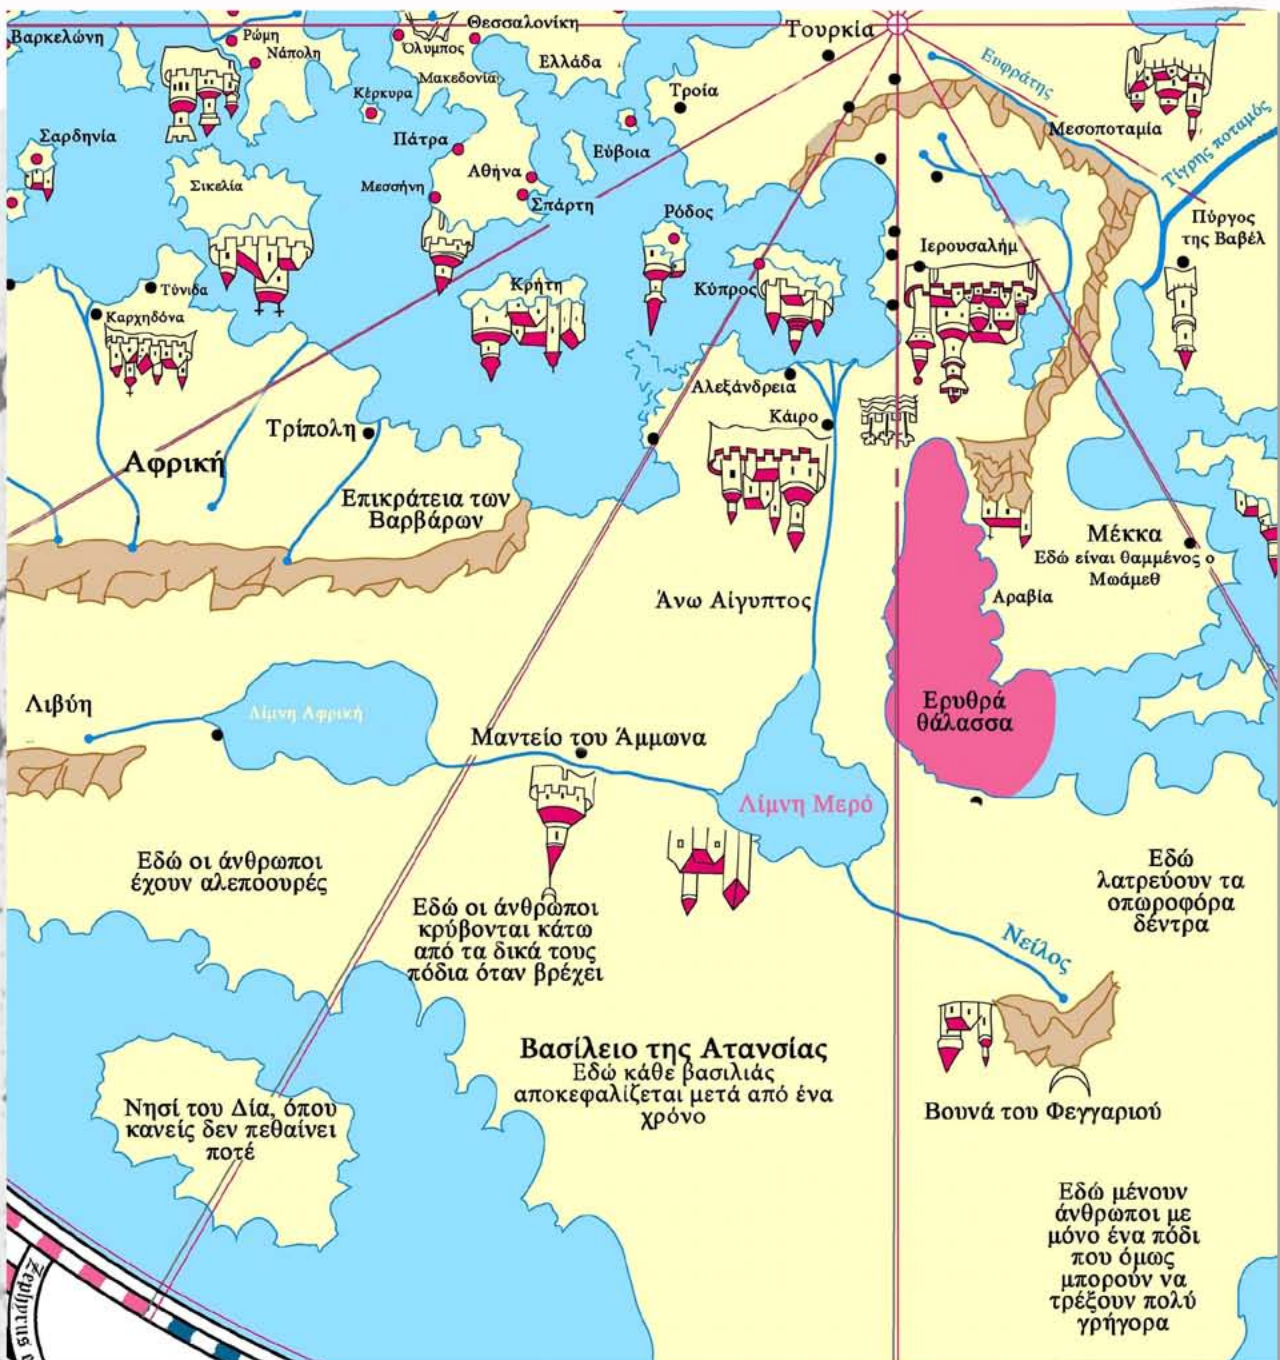 Βαρκελώνη
Ρώμη
Νάπολη
Θεσσαλονίκη
Όλυμπος
Ελλάδα
Μακεδονία
Τουρκία
Ευφράτης
Κέρκυρα
Τροία
Μεσοποταμία
Τίγρης ποταμός
Σαρδηνία
Πάτρα
Εύβοια
Σικελία
Μεσσήνη
Αθήνα
Σπάρτη
Ρόδος
Πύργος
της Βαβέλ
Ιερουσαλήμ
Τύνιδα
Κρήτη
Κύπρος
Καρχηδόνα
Αλεξάνδρεια
Κάιρο
Τρίπολη
Αφρική
Επικράτεια των
Βαρβάρων
Μέκκα
Εδώ είναι θαμμένος ο
Μωάμεθ
Άνω Αίγυπτος
Αραβία
Λιβύη
Λίμνη Αφρική
Ερυθρά
θάλασσα
Μαντείο του Άμμωνα
Λίμνη Μερό
Εδώ οι άνθρωποι
έχουν αλεποουρές
Εδώ
λατρεύουν τα
οπωροφόρα
δέντρα
Εδώ οι άνθρωποι
κρύβονται κάτω
από τα δικά τους
πόδια όταν βρέχει
Νείλος
Βασίλειο της Ατανσίας
Εδώ κάθε βασιλιάς
αποκεφαλίζεται μετά από ένα
χρόνο
Νησί του Δία, όπου
κανείς δεν πεθαίνει
ποτέ
Βουνά του Φεγγαριού
Εδώ μένουν
άνθρωποι με
μόνο ένα πόδι
που όμως
μπορούν να
τρέξουν πολύ
γρήγορα
Zephyrus